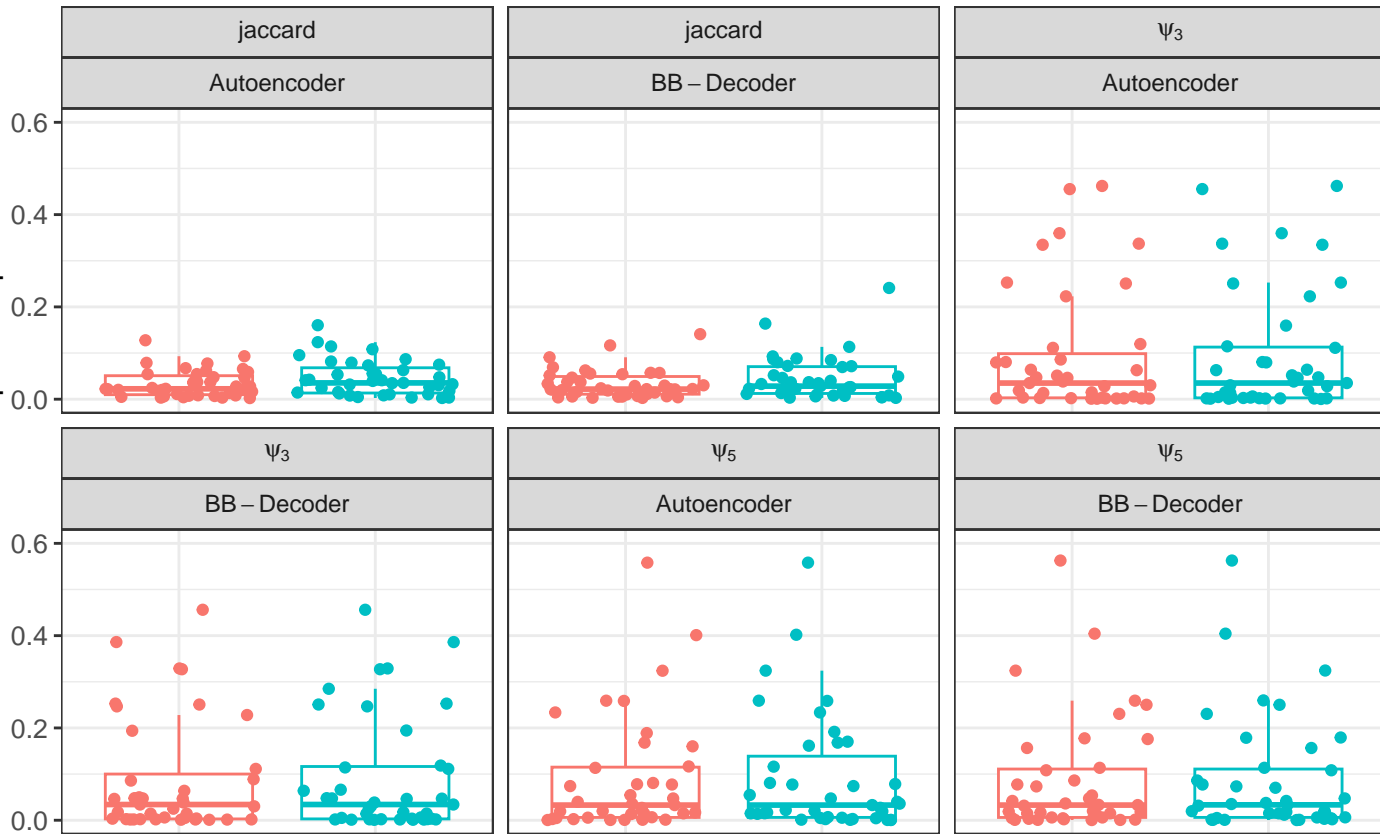 jaccard
jaccard
ψ₃
Autoencoder
BB – Decoder
Autoencoder
0.6
0.4
0.2
0.0
ψ₃
ψ₅
ψ₅
BB – Decoder
Autoencoder
BB – Decoder
0.6
0.4
0.2
0.0